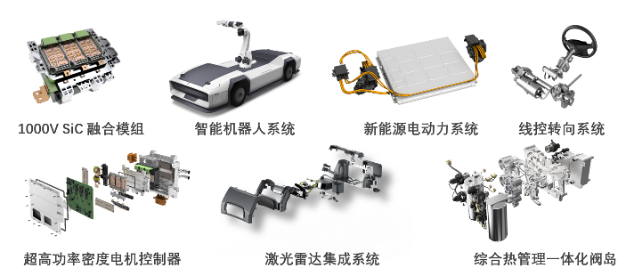 1000V SiC 融合模组
智能机器人系统
新能源电动力系统
线控转向系统
超高功率密度电机控制器
激光雷达集成系统
综合热管理一体化阀岛